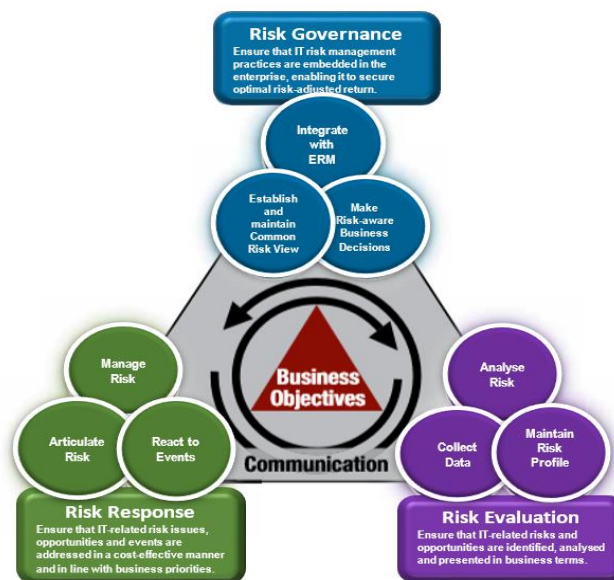 Risk Governance
Ensure that IT risk management
practices are embedded in the
enterprise, enabling it to secure
optimal risk-adjusted return.
Integrate
with
ERM
Establish
and
maintain
Common
Risk View
Make
Risk-aware
Business
Decisions
Business
Objectives
Communication
Manage
Risk
Articulate
Risk
React to
Events
Risk Response
Ensure that IT-related risk issues,
opportunities and events are
addressed in a cost-effective manner
and in line with business priorities.
Analyse
Risk
Collect
Data
Maintain
Risk
Profile
Risk Evaluation
Ensure that IT-related risks and
opportunities are identified, analysed
and presented in business terms.